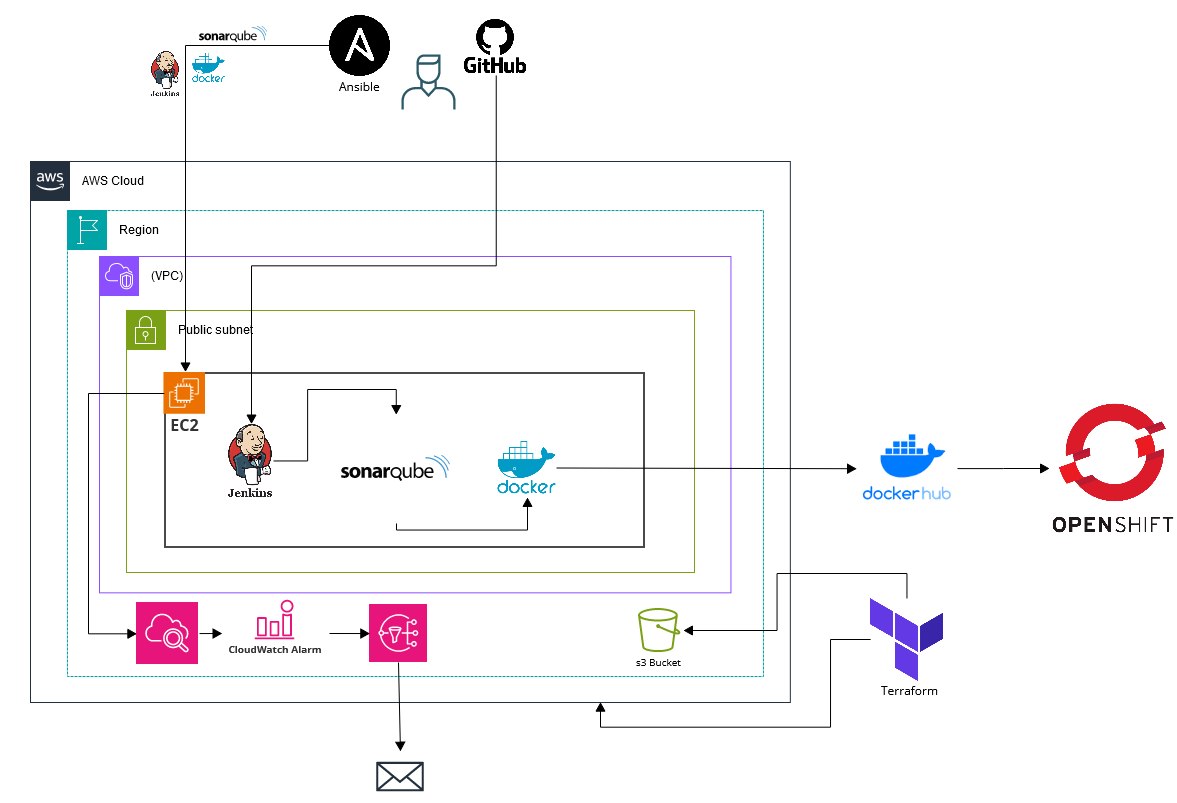 sonarqube
Jenkins
docker
Ansible
GitHub
aws
AWS Cloud
Region
(VPC)
Public subnet
EC2
Jenkins
sonarqube
docker
docker hub
OPENSHIFT
CloudWatch Alarm
s3 Bucket
Terraform